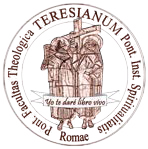 Pont. Facultas Theologica TERESIANUM Pont. Inst. Spiritualitatis
Romae
Yo te daré libro vivo